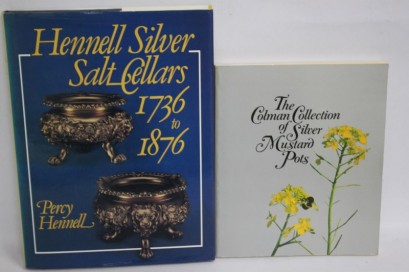 Hennell Silver
Salt Cellars
1736
to
1876
Percy
Hennell
The
Colman Collection
of Silver
Mustard
Pots